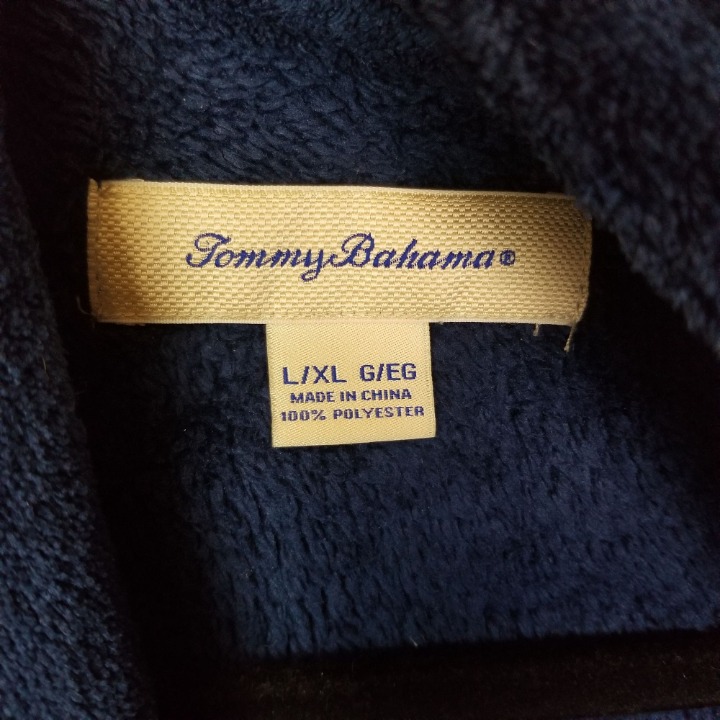 Tommy Bahama®
L/XL G/EG
MADE IN CHINA
100% POLYESTER